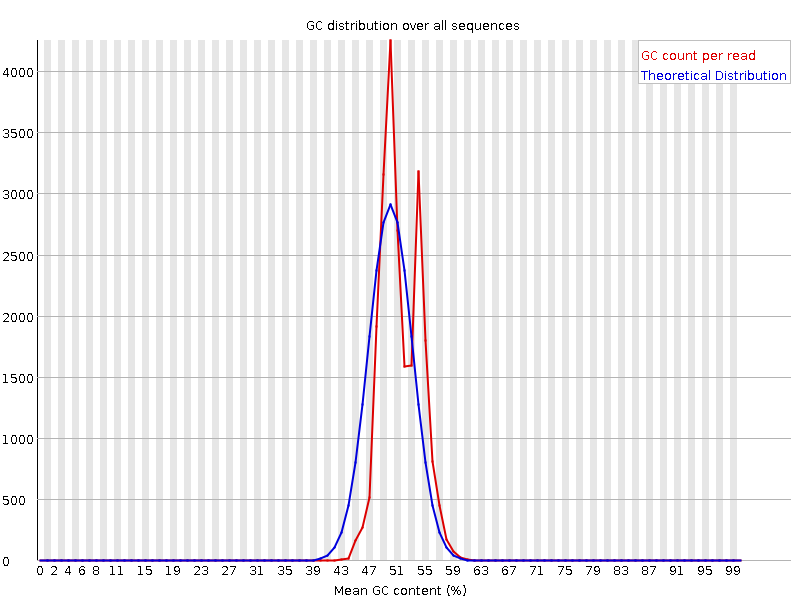 GC distribution over all sequences
GC count per read
Theoretical Distribution
4000
3500
3000
2500
2000
1500
1000
500
0
0 2 4 6 8 11 15 19 23 27 31 35 39 43 47 51 55 59 63 67 71 75 79 83 87 91 95 99
Mean GC content (%)